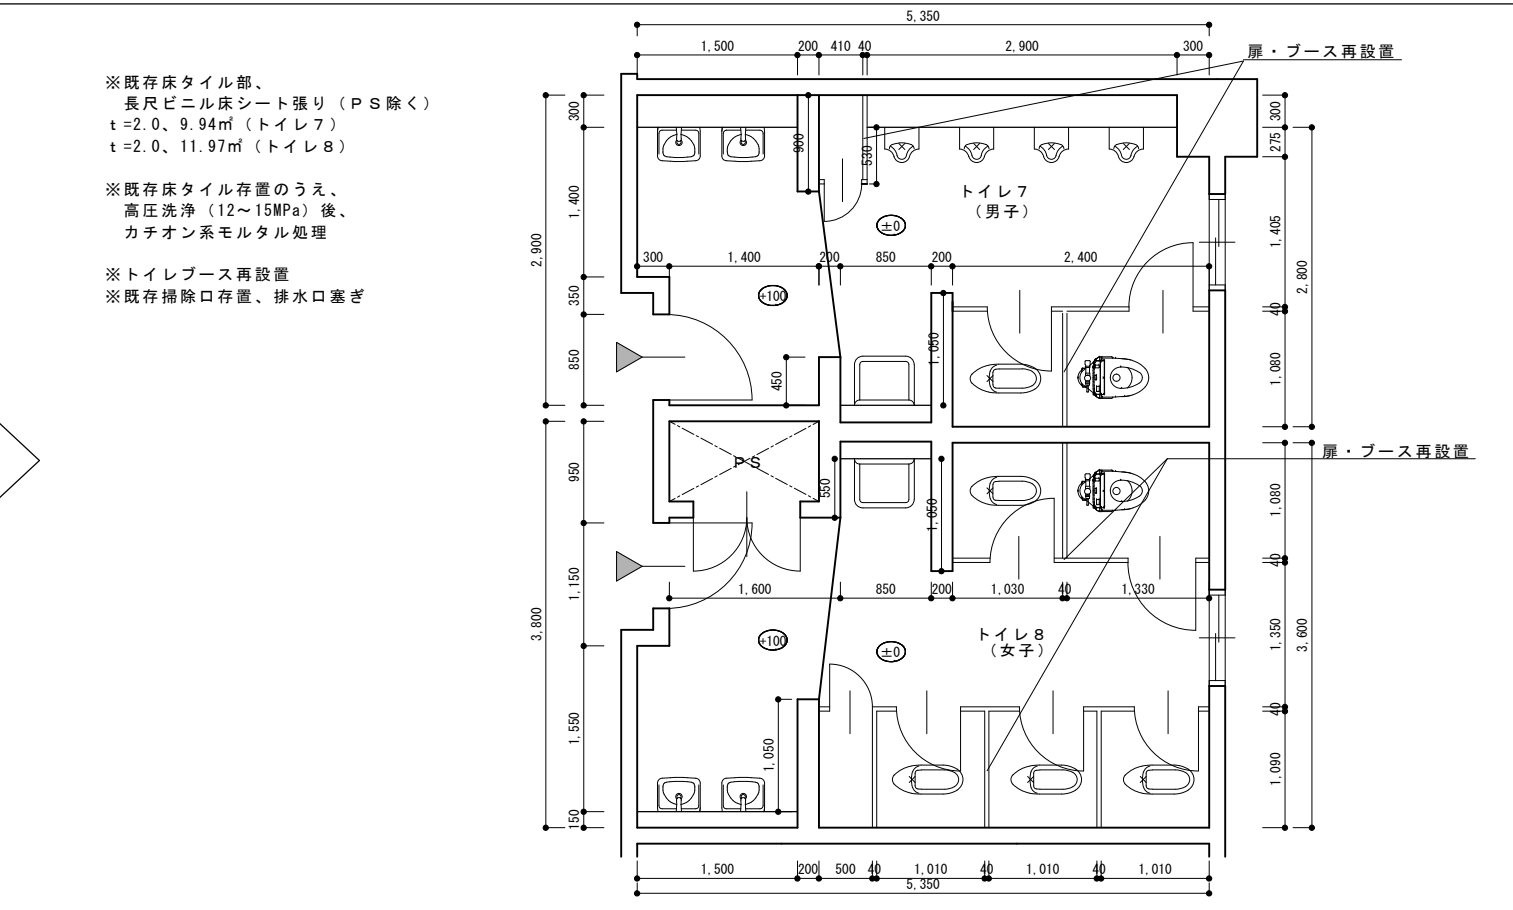 5,350
1,500 200 410 40 2,900 300
扉・ブース再設置
※既存床タイル部、
長尺ビニル床シート張り（ＰＳ除く）
t=2.0、9.94㎡（トイレ７）
t=2.0、11.97㎡（トイレ８）
※既存床タイル存置のうえ、
高圧洗浄（12～15MPa）後、
カチオン系モルタル処理
※トイレブース再設置
※既存掃除口存置、排水口塞ぎ
300
1,400
350
850
2,900
900
530
トイレ７
（男子）
±0
300 1,400 200 850 200 2,400
+100
450
1,050
300
275
1,405
40
1,080
2,800
扉・ブース再設置
PS
950
1,150
1,550
150
3,800
550
1,050
1,600 850 200 1,030 40 1,330
トイレ８
（女子）
+100
±0
1,050
1,080
40
1,350
40
1,090
3,600
1,500 200 500 40 1,010 40 1,010 40 1,010
5,350